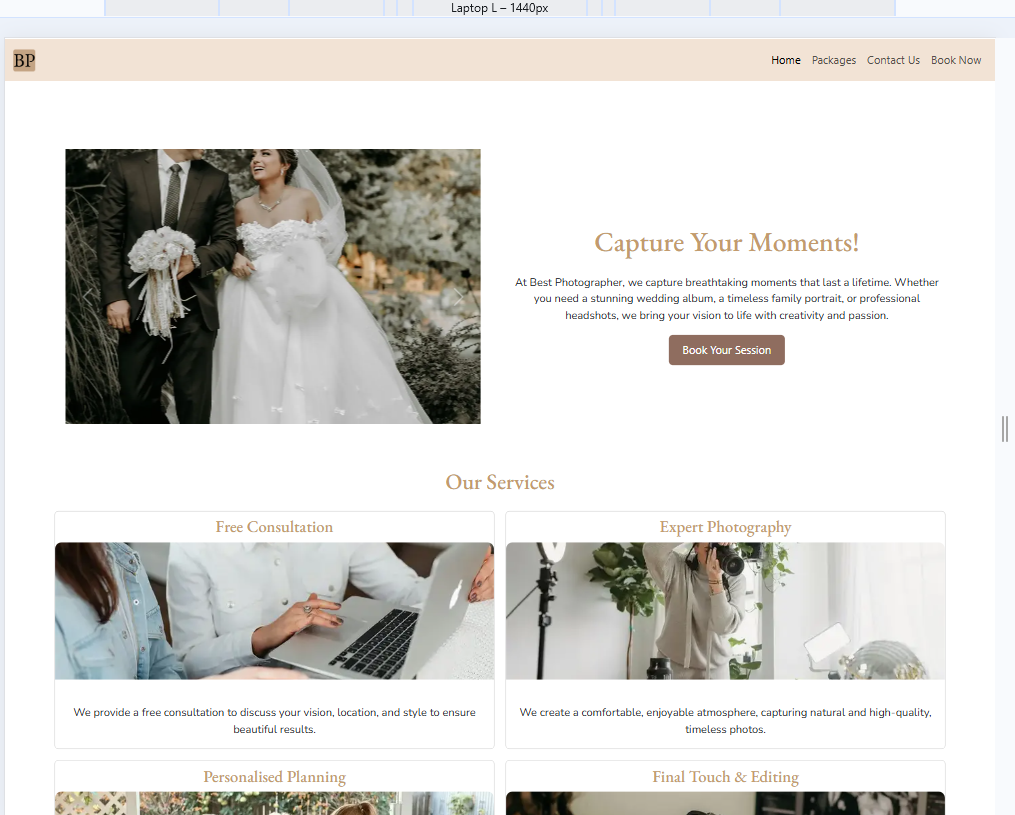 Laptop L – 1440px
BP
Home Packages Contact Us Book Now
Capture Your Moments!
At Best Photographer, we capture breathtaking moments that last a lifetime. Whether
you need a stunning wedding album, a timeless family portrait, or professional
headshots, we bring your vision to life with creativity and passion.
Book Your Session
Our Services
Free Consultation
Expert Photography
We provide a free consultation to discuss your vision, location, and style to ensure
beautiful results.
We create a comfortable, enjoyable atmosphere, capturing natural and high-quality,
timeless photos.
Personalised Planning
Final Touch & Editing